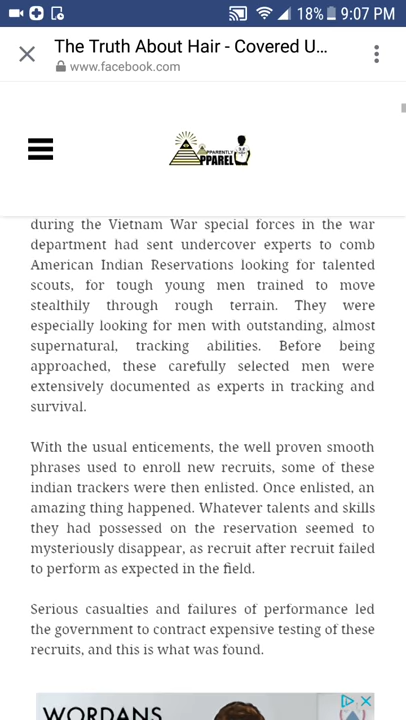 18% 9:07 PM
The Truth About Hair - Covered U...
www.facebook.com
APPARENTLY
APPAREL
during the Vietnam War special forces in the war
department had sent undercover experts to comb
American Indian Reservations looking for talented
scouts, for tough young men trained to move
stealthily through rough terrain. They were
especially looking for men with outstanding, almost
supernatural, tracking abilities. Before being
approached, these carefully selected men were
extensively documented as experts in tracking and
survival.
With the usual enticements, the well proven smooth
phrases used to enroll new recruits, some of these
indian trackers were then enlisted. Once enlisted, an
amazing thing happened. Whatever talents and skills
they had possessed on the reservation seemed to
mysteriously disappear, as recruit after recruit failed
to perform as expected in the field.
Serious casualties and failures of performance led
the government to contract expensive testing of these
recruits, and this is what was found.
WORDANS